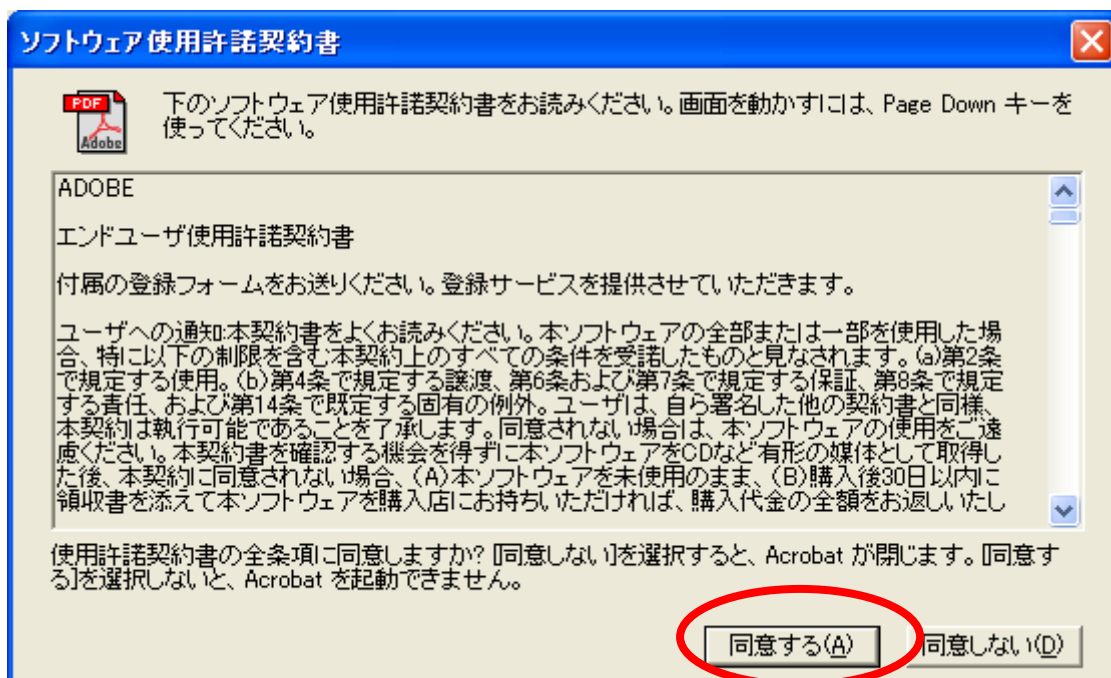 ソフトウェア使用許諾契約書
PDF
Adobe
下のソフトウェア使用許諾契約書をお読みください。画面を動かすには、Page Down キーを
使ってください。
ADOBE
エンドユーザ使用許諾契約書
付属の登録フォームをお送りください。登録サービスを提供させていただきます。
ユーザへの通知:本契約書をよくお読みください。本ソフトウェアの全部または一部を使用した場
合、特に以下の制限を含む本契約上のすべての条件を受諾したものと見なされます。(a)第2条
で規定する使用。(b)第4条で規定する譲渡、第6条および第7条で規定する保証、第8条で規定
する責任、および第14条で既定する固有の例外。ユーザは、自ら署名した他の契約書と同様、
本契約は執行可能であることを了承します。同意されない場合は、本ソフトウェアの使用をご遠
慮ください。本契約書を確認する機会を得ずに本ソフトウェアをCDなど有形の媒体として取得し
た後、本契約に同意されない場合、(A)本ソフトウェアを未使用のまま、(B)購入後30日以内に
領収書を添えて本ソフトウェアを購入店にお持ちいただければ、購入代金の全額をお返しいたし
使用許諾契約書の全条項に同意しますか? [同意しない]を選択すると、Acrobat が閉じます。[同意す
る]を選択しないと、Acrobat を起動できません。
同意する(A)
同意しない(D)